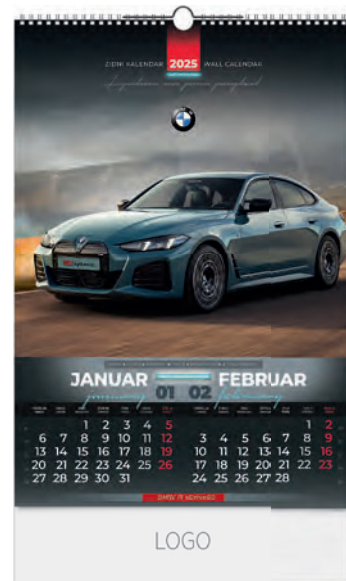 ZIDNI KALENDAR 2025 WALL CALENDAR
BMW
JANUAR 01 02 FEBRUAR
january february
1 2 3 4 5 1 2
6 7 8 9 10 11 12 3 4 5 6 7 8 9
13 14 15 16 17 18 19 10 11 12 13 14 15 16
20 21 22 23 24 25 26 17 18 19 20 21 22 23
27 28 29 30 31 24 25 26 27 28
LOGO